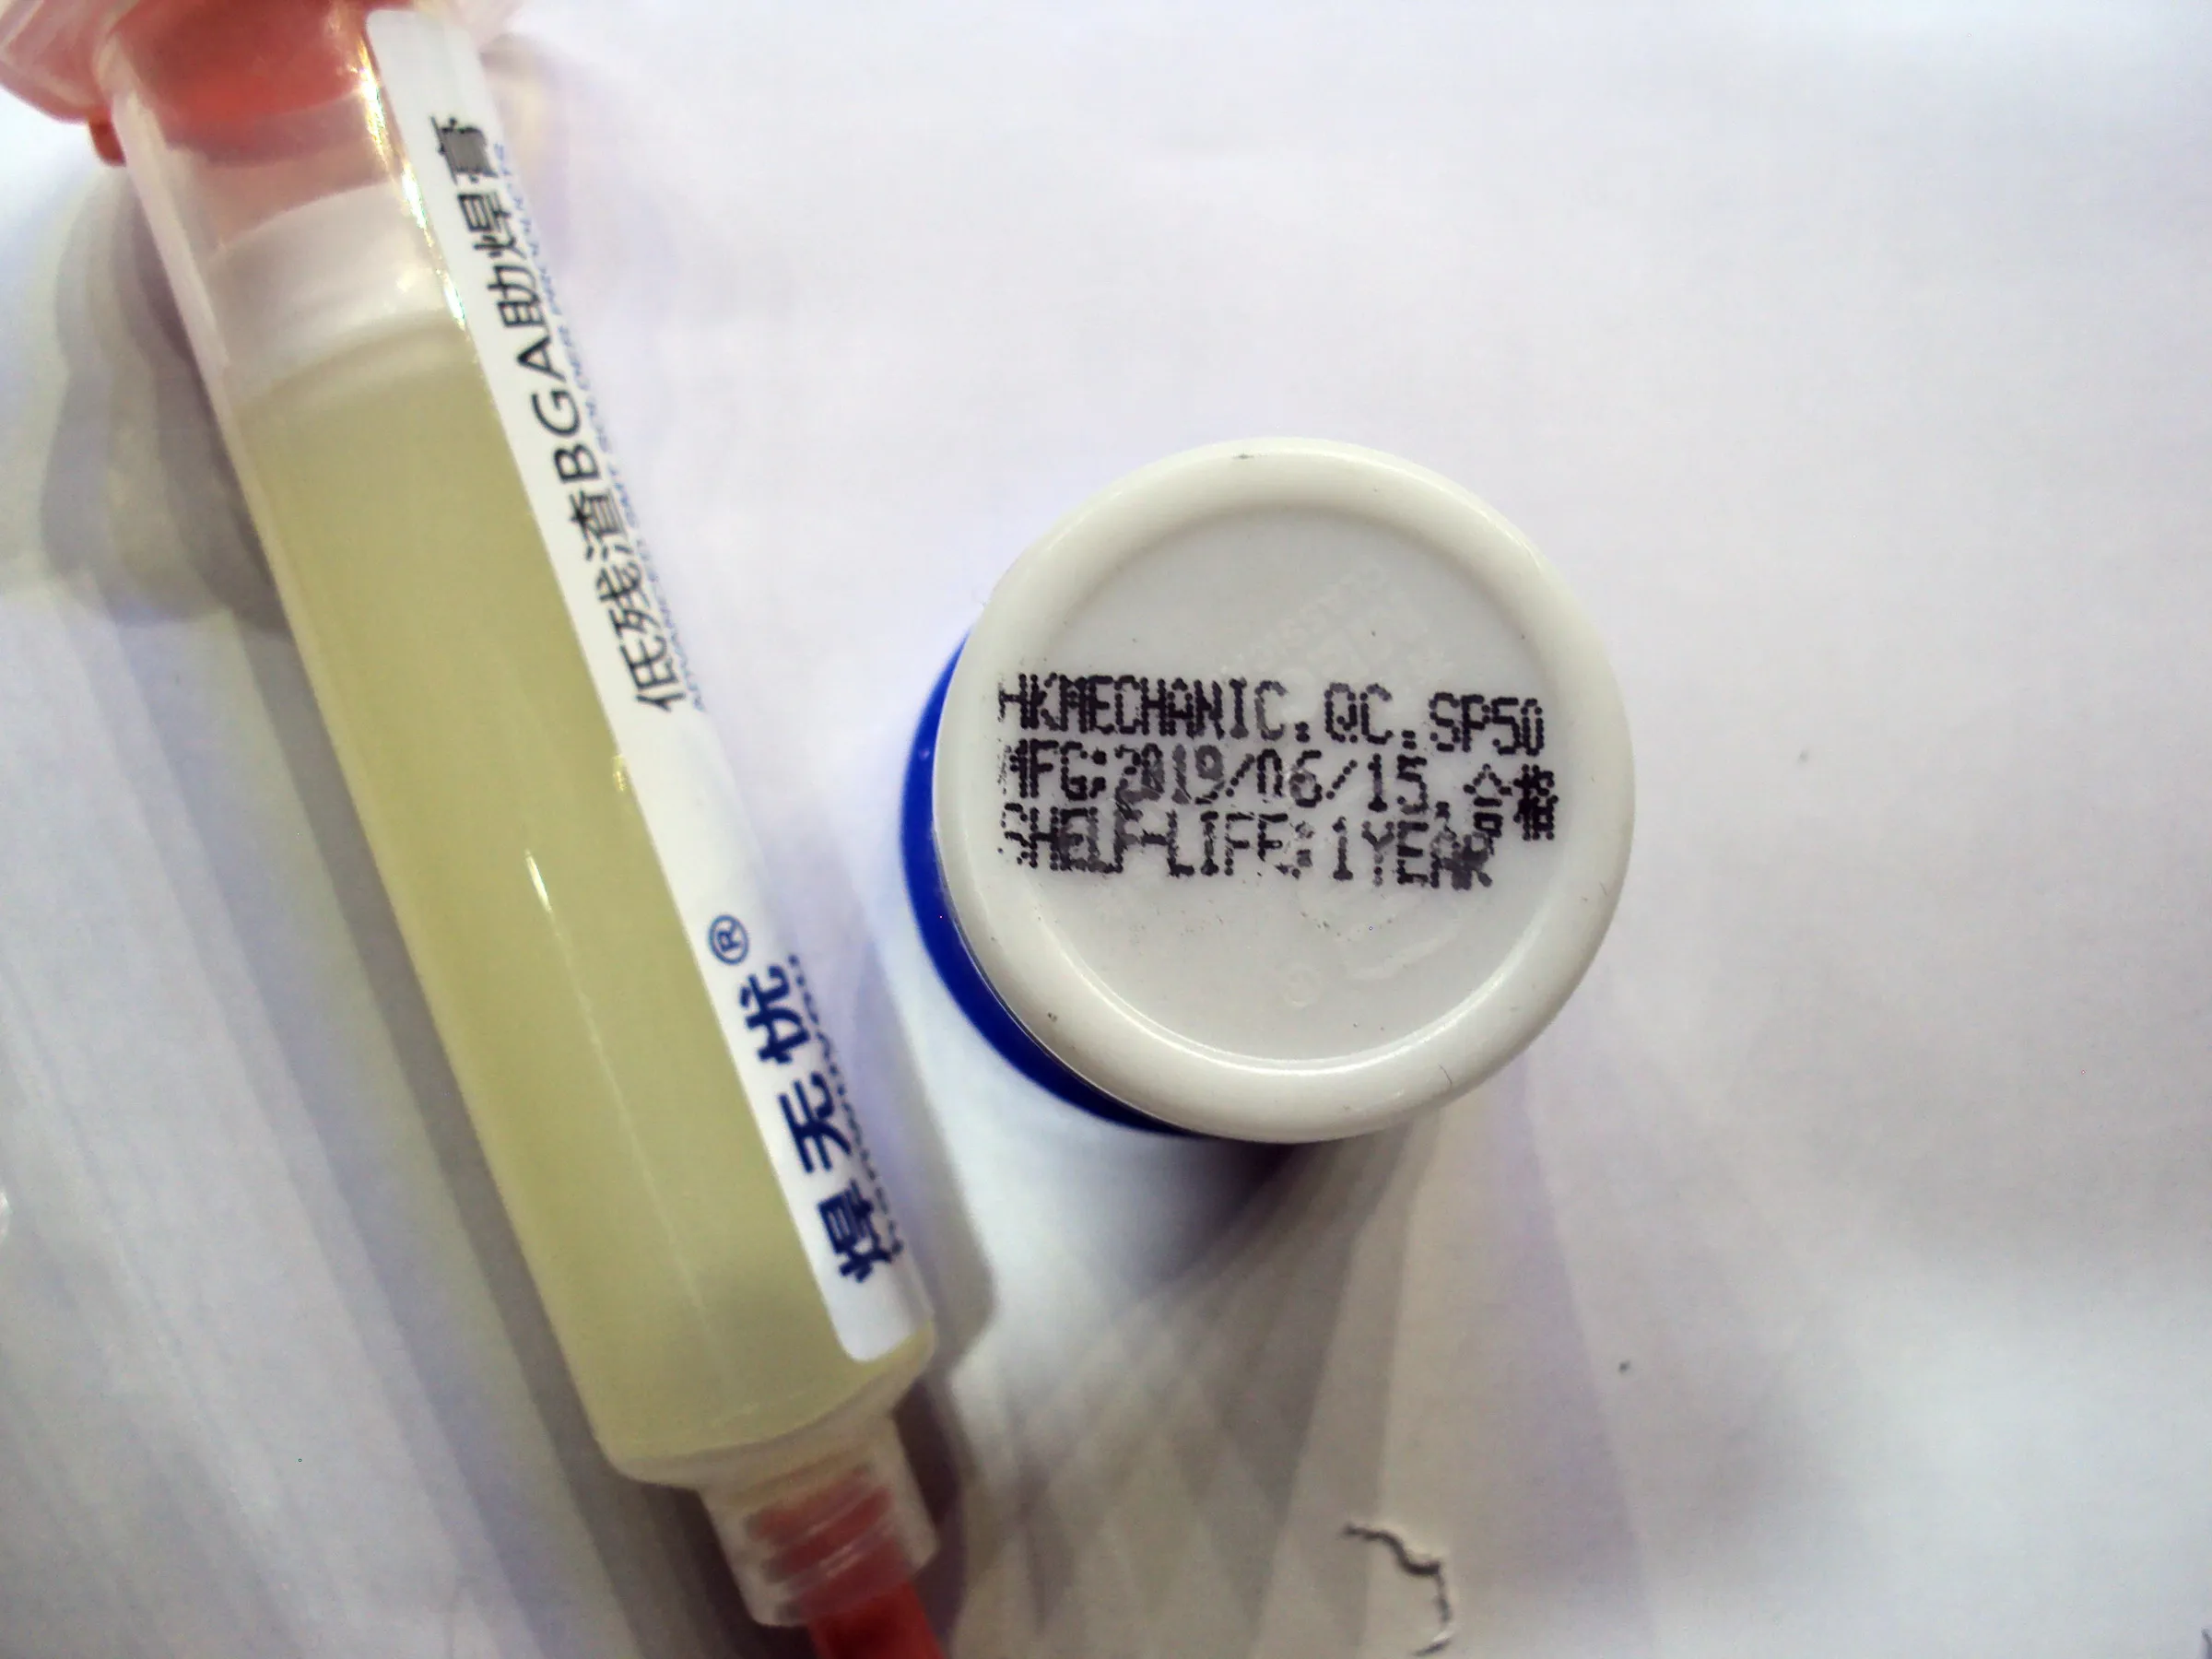 低残渣BGA助焊膏
焊无忧®
HKMECHANIC.QC.SP50
MFG:2019/06/15.合格
SHELF-LIFE:1YEAR